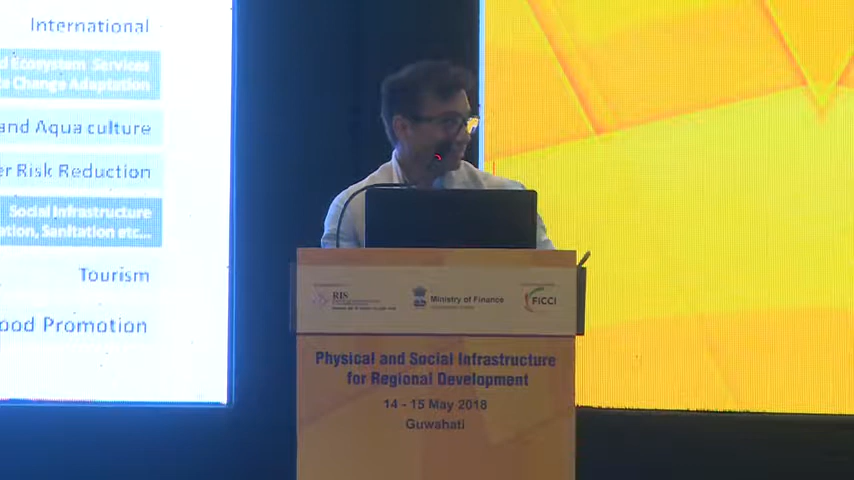 International
d Ecosystem Services
e Change Adaptation
and Aqua culture
er Risk Reduction
Social Infrastructure
ation, Sanitation etc...
Tourism
ood Promotion
RIS
Ministry of Finance
FICCI
Physical and Social Infrastructure
for Regional Development
14 - 15 May 2018
Guwahati